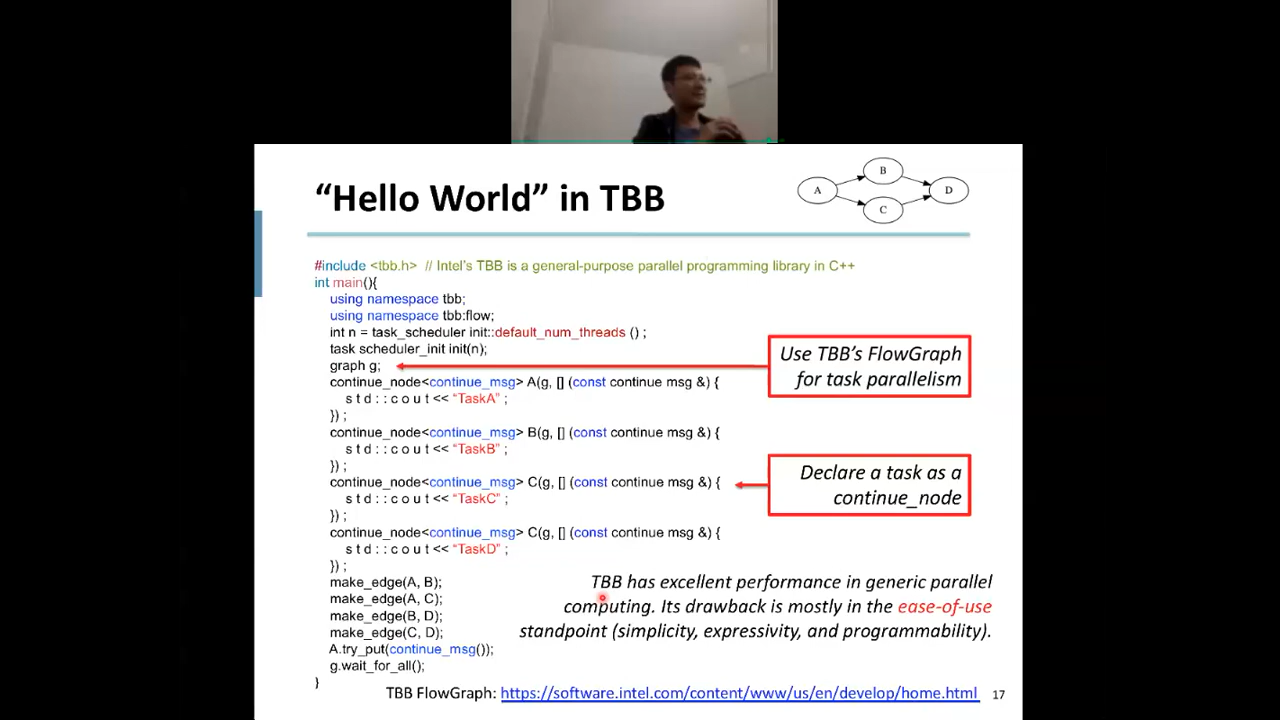 “Hello World” in TBB
A
B
C
D
#include <tbb.h> // Intel’s TBB is a general-purpose parallel programming library in C++
int main(){
using namespace tbb;
using namespace tbb:flow;
int n = task_scheduler init::default_num_threads () ;
task scheduler_init init(n);
graph g;
continue_node<continue_msg> A(g, [] (const continue msg &) {
s t d : : c o u t << “TaskA” ;
}) ;
continue_node<continue_msg> B(g, [] (const continue msg &) {
s t d : : c o u t << “TaskB” ;
}) ;
continue_node<continue_msg> C(g, [] (const continue msg &) {
s t d : : c o u t << “TaskC” ;
}) ;
continue_node<continue_msg> C(g, [] (const continue msg &) {
s t d : : c o u t << “TaskD” ;
}) ;
make_edge(A, B);
make_edge(A, C);
make_edge(B, D);
make_edge(C, D);
A.try_put(continue_msg());
g.wait_for_all();
}
Use TBB’s FlowGraph
for task parallelism
Declare a task as a
continue_node
TBB has excellent performance in generic parallel
computing. Its drawback is mostly in the ease-of-use
standpoint (simplicity, expressivity, and programmability).
TBB FlowGraph: https://software.intel.com/content/www/us/en/develop/home.html
17